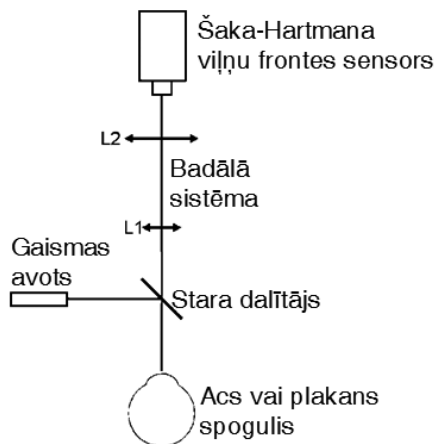 Šaka-Hartmana
viļņu frontes sensors
L2
Badālā
sistēma
L1
Gaismas
avots
Stara dalītājs
Acs vai plakans
spogulis